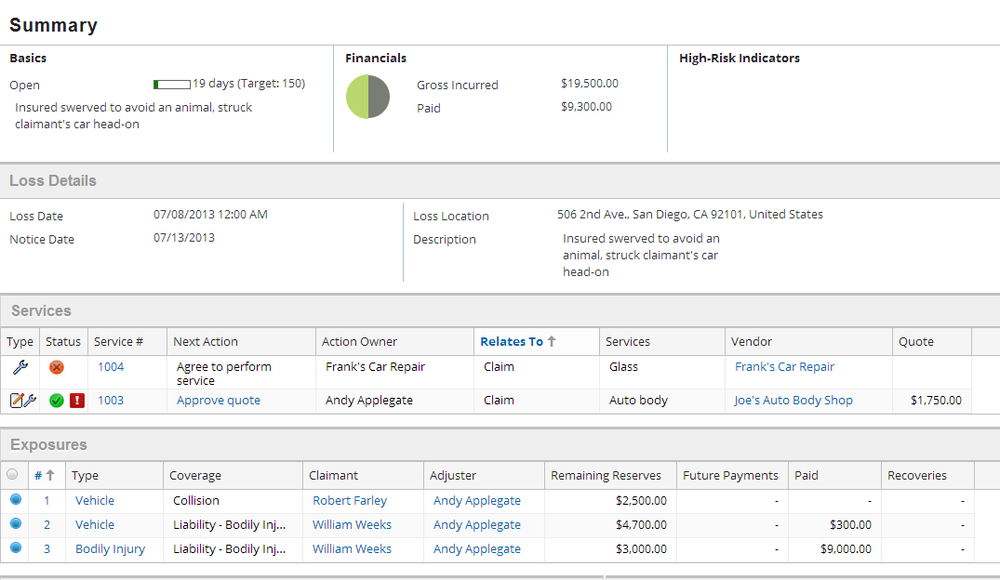 Summary
Basics
Open 19 days (Target: 150)
Insured swerved to avoid an animal, struck
claimant's car head-on
Financials
Gross Incurred $19,500.00
Paid $9,300.00
High-Risk Indicators
Loss Details
Loss Date 07/08/2013 12:00 AM
Notice Date 07/13/2013
Loss Location 506 2nd Ave., San Diego, CA 92101, United States
Description Insured swerved to avoid an
animal, struck claimant's car
head-on
Services
Type Status Service # Next Action Action Owner Relates To Services Vendor Quote
1004 Agree to perform Frank's Car Repair Claim Glass Frank's Car Repair
service
1003 Approve quote Andy Applegate Claim Auto body Joe's Auto Body Shop $1,750.00
Exposures
# Type Coverage Claimant Adjuster Remaining Reserves Future Payments Paid Recoveries
1 Vehicle Collision Robert Farley Andy Applegate $2,500.00 - - -
2 Vehicle Liability - Bodily Inj... William Weeks Andy Applegate $4,700.00 - $300.00 -
3 Bodily Injury Liability - Bodily Inj... William Weeks Andy Applegate $3,000.00 - $9,000.00 -